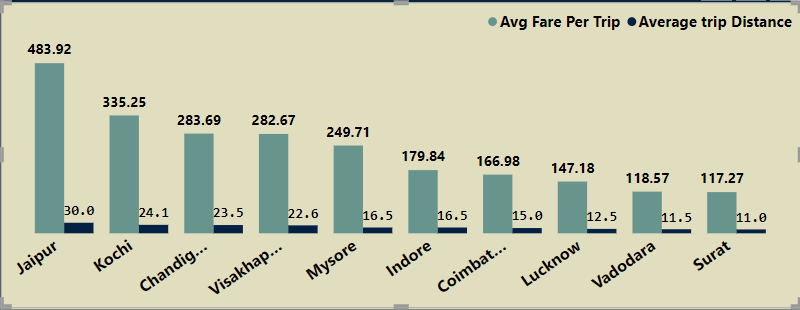 Avg Fare Per Trip Average trip Distance
483.92
335.25
283.69
282.67
249.71
179.84
166.98
147.18
118.57
117.27
30.0
24.1
23.5
22.6
16.5
16.5
15.0
12.5
11.5
11.0
Jaipur
Kochi
Chandig...
Visakhap...
Mysore
Indore
Coimbat...
Lucknow
Vadodara
Surat